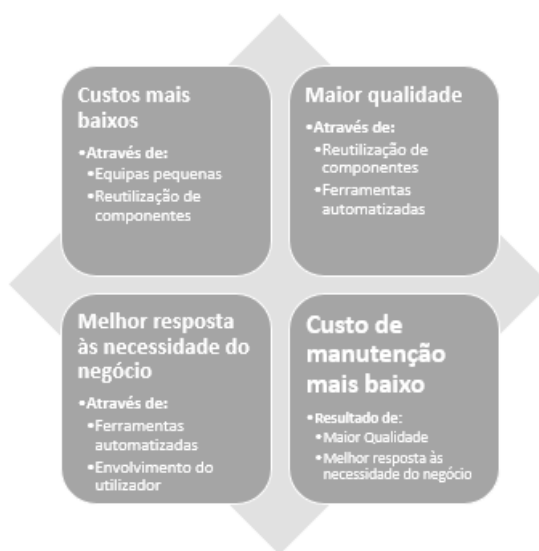 Custos mais
baixos
•Através de:
•Equipas pequenas
•Reutilização de
componentes
Maior qualidade
•Através de:
•Reutilização de
componentes
•Ferramentas
automatizadas
Melhor resposta
às necessidade do
negócio
•Através de:
•Ferramentas
automatizadas
•Envolvimento do
utilizador
Custo de
manutenção
mais baixo
•Resultado de:
•Maior Qualidade
•Melhor resposta às
necessidade do negócio